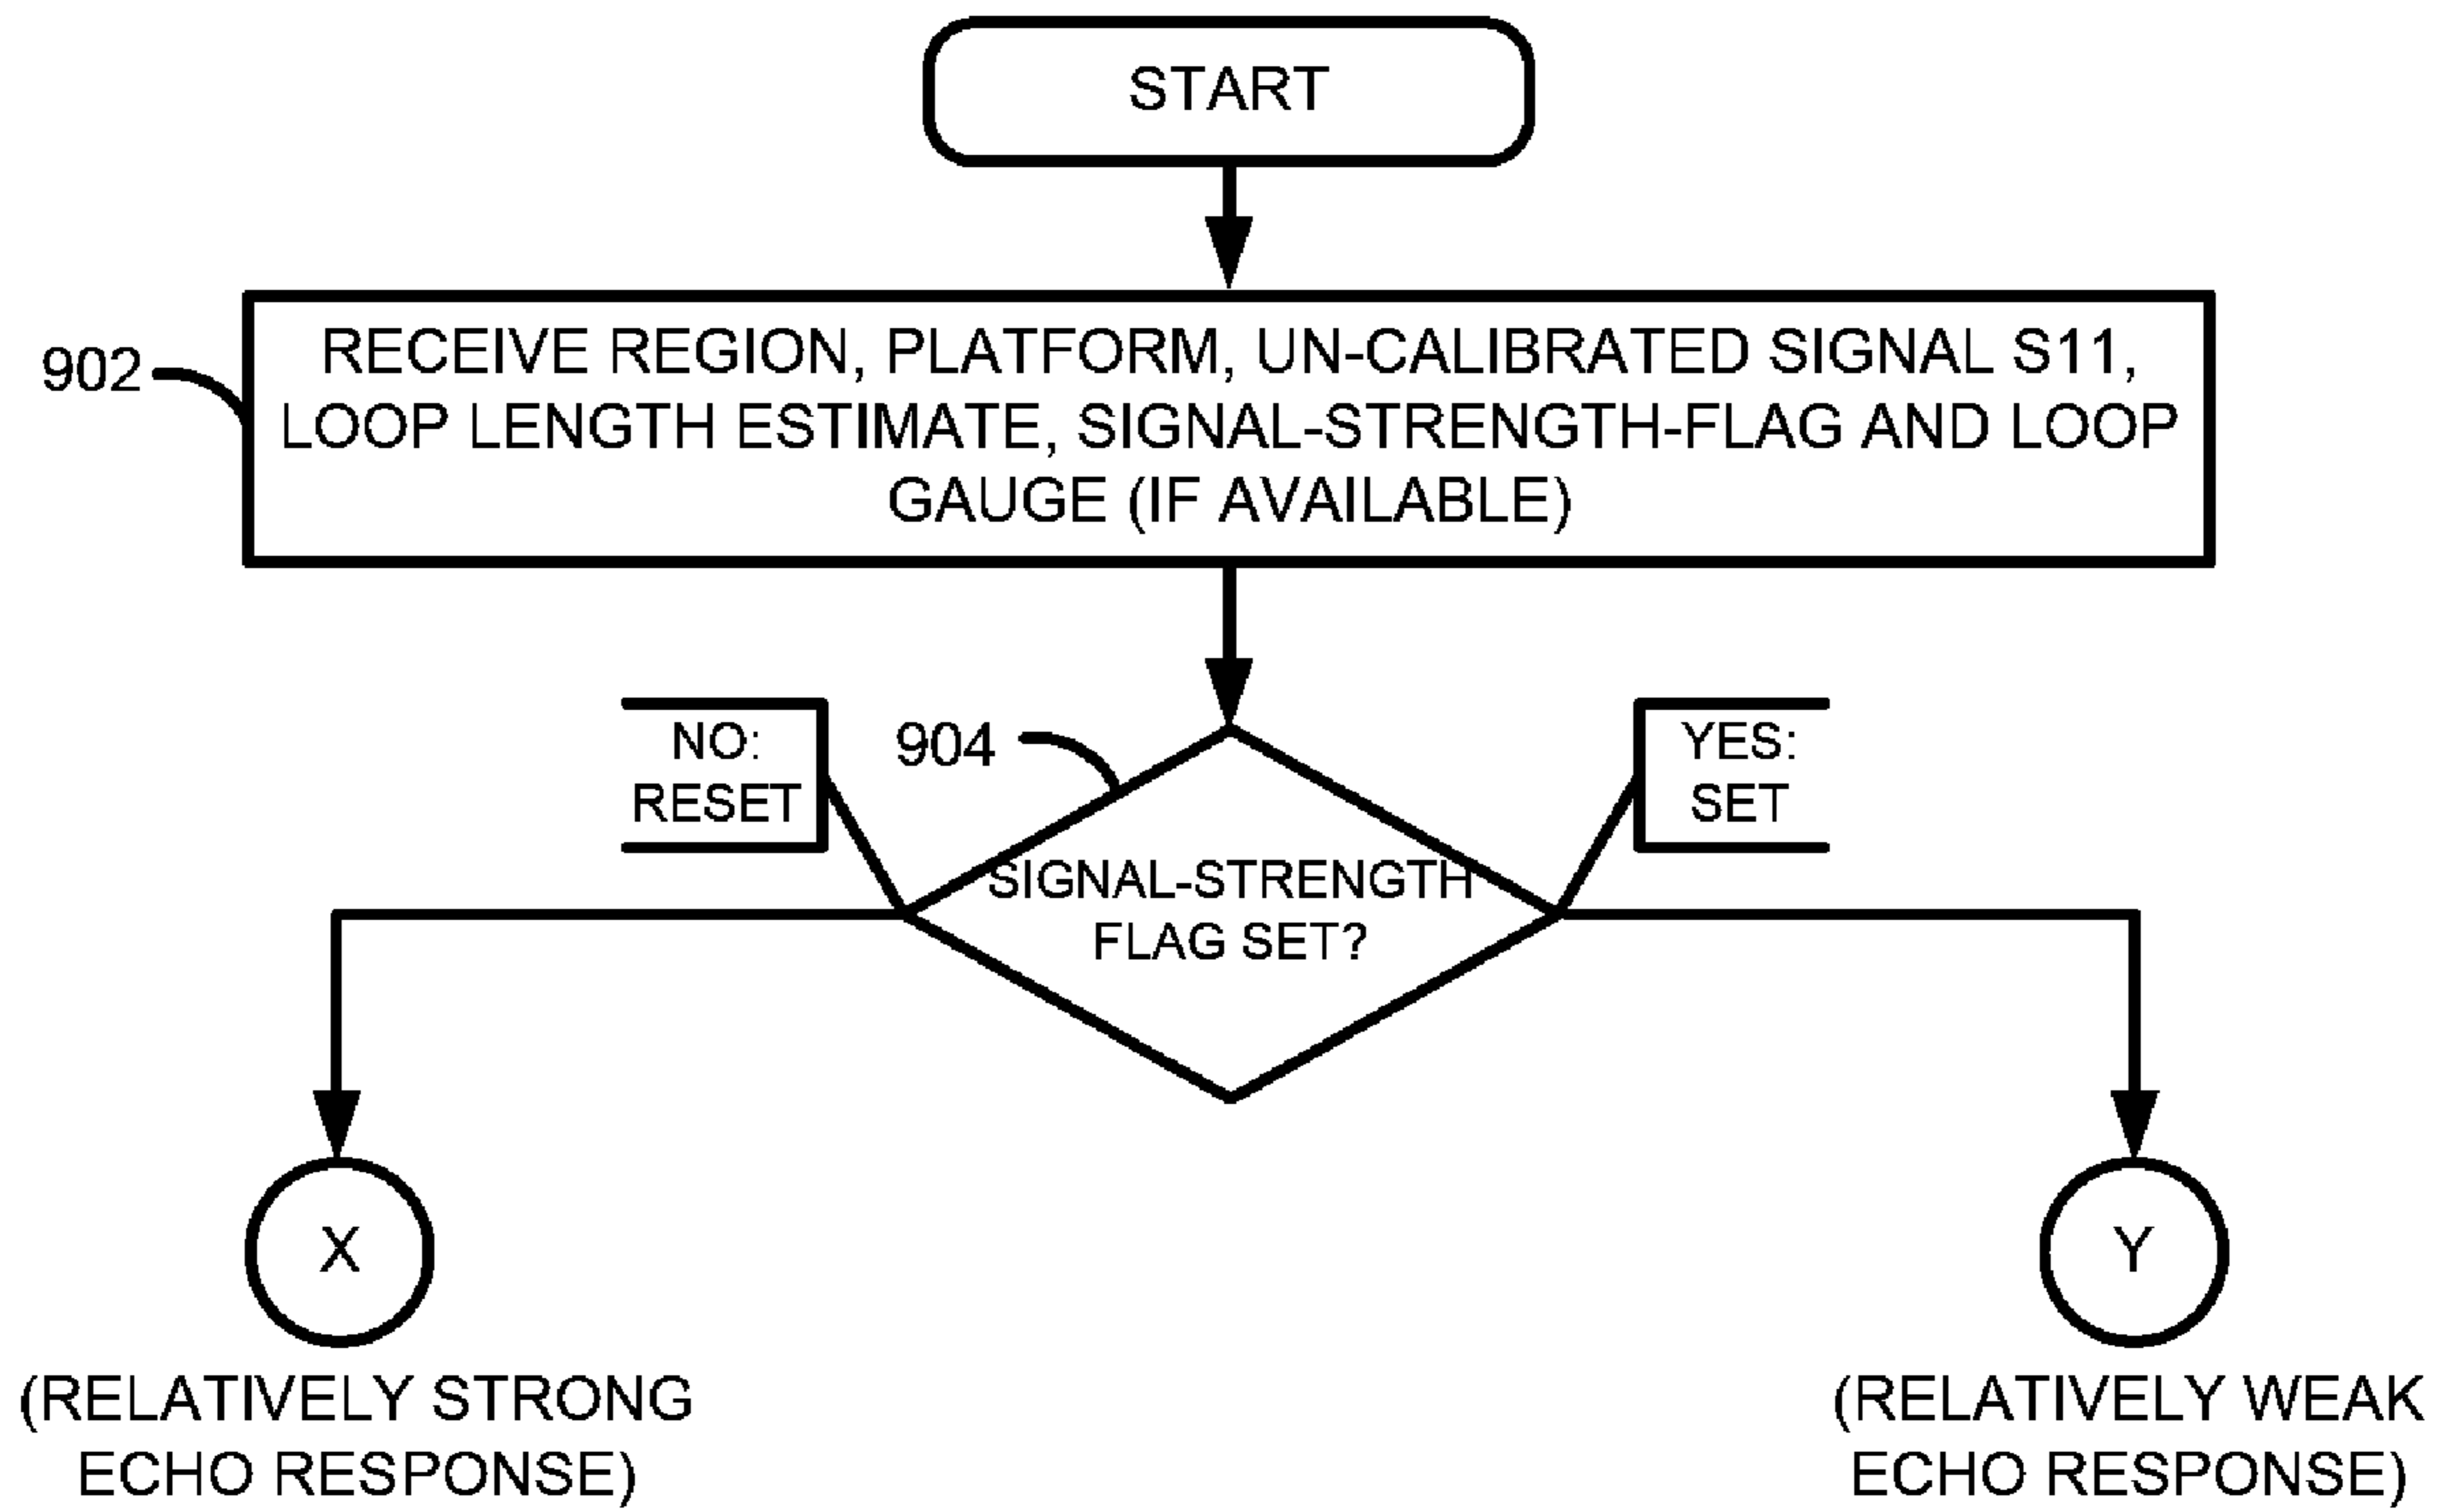 START
902
RECEIVE REGION, PLATFORM, UN-CALIBRATED SIGNAL S11,
LOOP LENGTH ESTIMATE, SIGNAL-STRENGTH-FLAG AND LOOP
GAUGE (IF AVAILABLE)
NO:
RESET
904
YES:
SET
SIGNAL-STRENGTH
FLAG SET?
X
Y
(RELATIVELY STRONG
ECHO RESPONSE)
(RELATIVELY WEAK
ECHO RESPONSE)